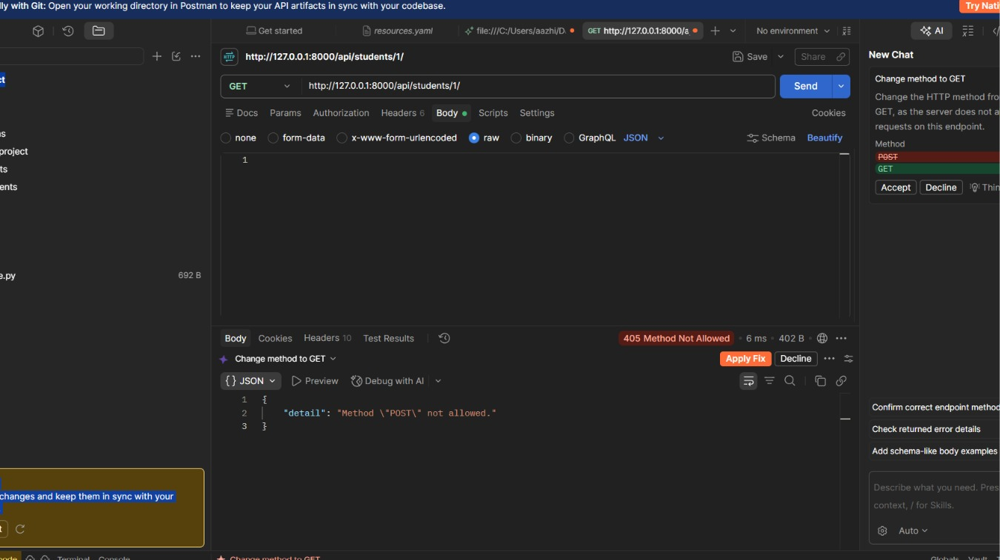 lly with Git: Open your working directory in Postman to keep your API artifacts in sync with your codebase.
Try Nati
Get started
resources.yaml
file:///C:/Users/aazhi/D
GET http://127.0.0.1:8000/a
No environment
AI
http://127.0.0.1:8000/api/students/1/
Save
Share
New Chat
ct
GET
http://127.0.0.1:8000/api/students/1/
Send
Change method to GET
Change the HTTP method fro
GET, as the server does not a
requests on this endpoint.
Docs Params Authorization Headers 6 Body Scripts Settings
Cookies
s
project
ts
ents
none form-data x-www-form-urlencoded raw binary GraphQL JSON
Schema Beautify
Method
POST
GET
Accept Decline Thin
1
e.py 692 B
Body Cookies Headers 10 Test Results
405 Method Not Allowed 6 ms 402 B
Change method to GET
Apply Fix Decline
{ } JSON Preview Debug with AI
1 {
2 "detail": "Method \"POST\" not allowed."
3 }
Confirm correct endpoint method
Check returned error details
Add schema-like body examples
changes and keep them in sync with your
t
Describe what you need. Pres
context, / for Skills.
Auto
ode Terminal Console
Change method to GET
Globals Vault T